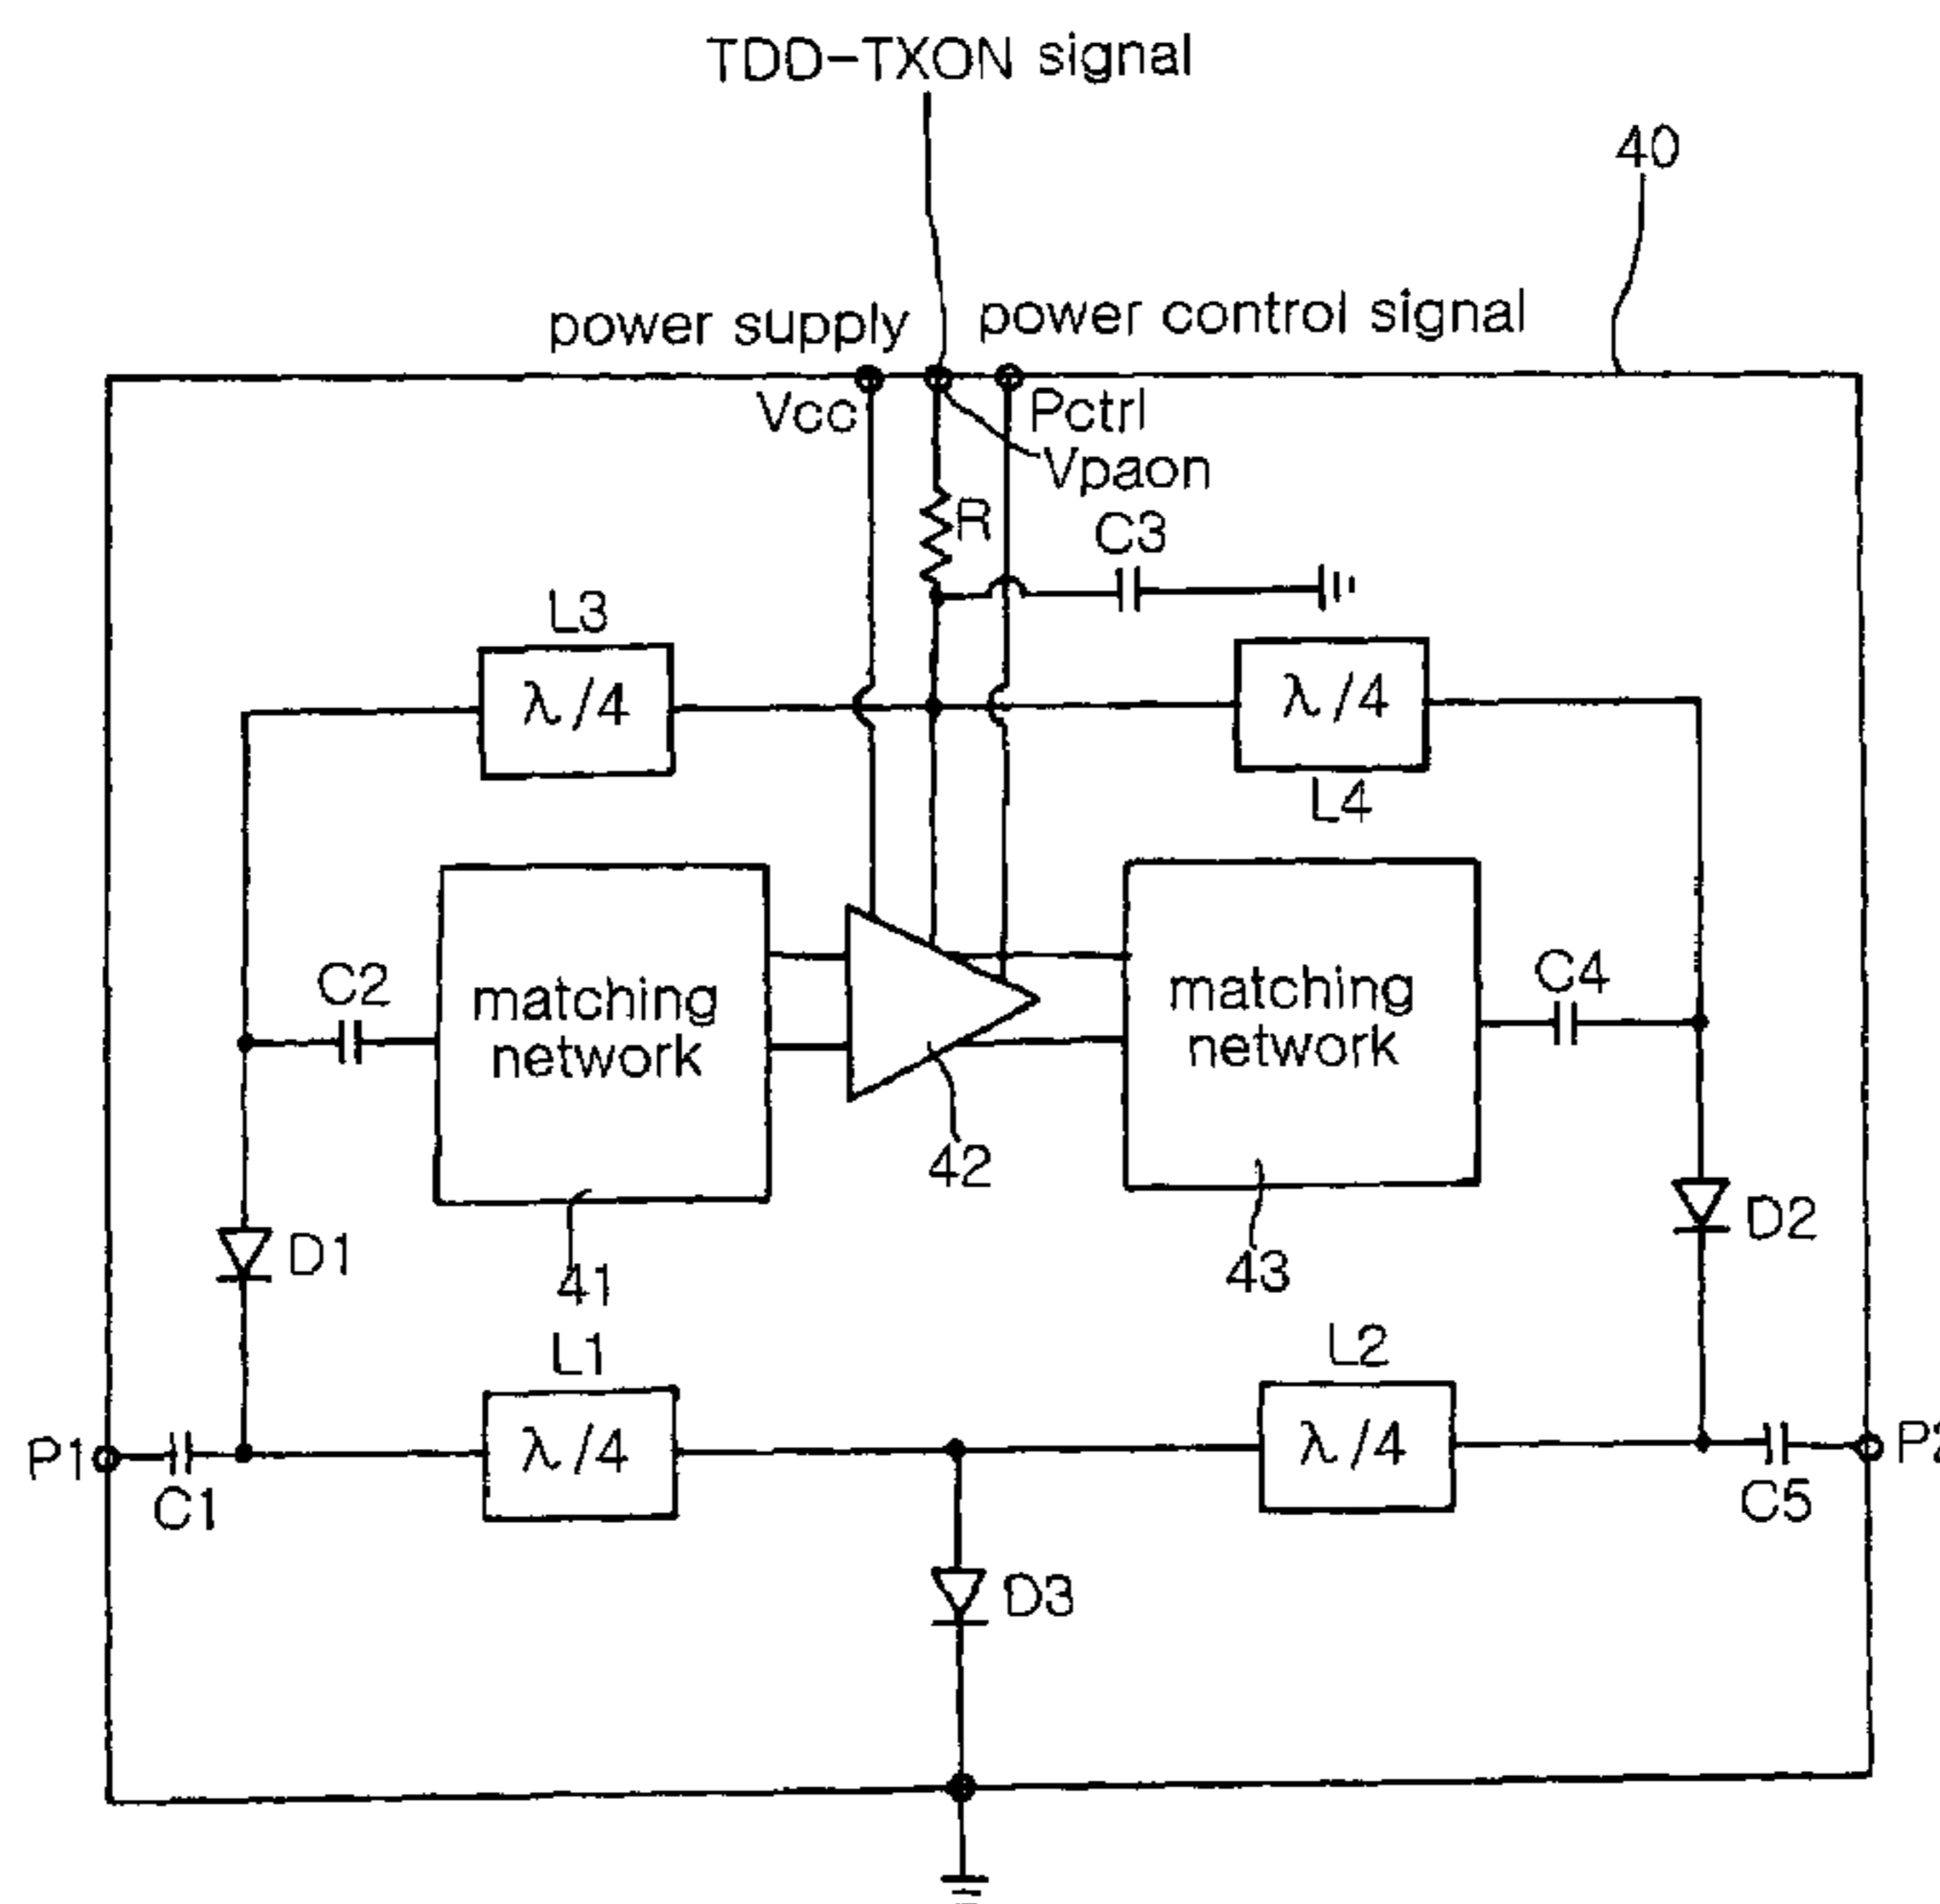 TDD-TXON signal
40
power supply
power control signal
Vcc
Pctrl
Vpaon
R
C3
L3
λ/4
λ/4
L4
C2
matching
network
matching
network
C4
42
D1
D2
41
43
L1
L2
P1
λ/4
λ/4
P2
C1
C5
D3